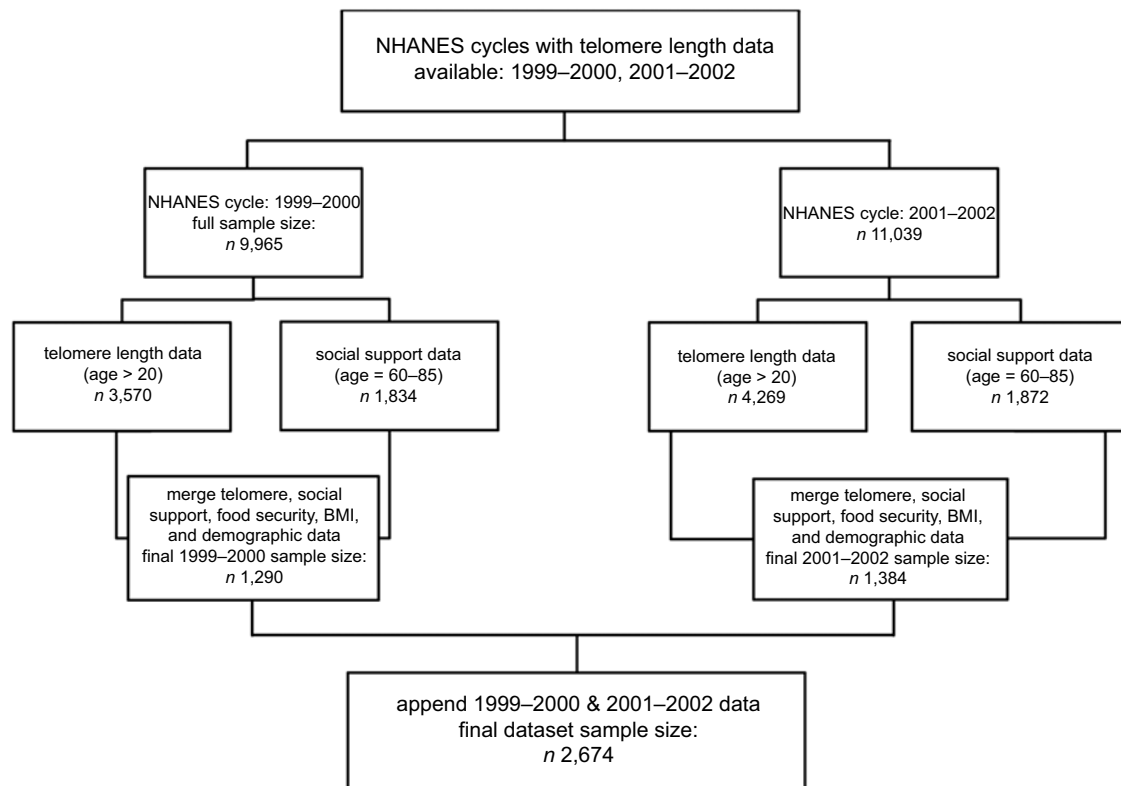 NHANES cycles with telomere length data
available: 1999–2000, 2001–2002
NHANES cycle: 1999–2000
full sample size:
n 9,965
NHANES cycle: 2001–2002
n 11,039
telomere length data
(age > 20)
n 3,570
social support data
(age = 60–85)
n 1,834
telomere length data
(age > 20)
n 4,269
social support data
(age = 60–85)
n 1,872
merge telomere, social
support, food security, BMI,
and demographic data
final 1999–2000 sample size:
n 1,290
merge telomere, social
support, food security, BMI,
and demographic data
final 2001–2002 sample size:
n 1,384
append 1999–2000 & 2001–2002 data
final dataset sample size:
n 2,674